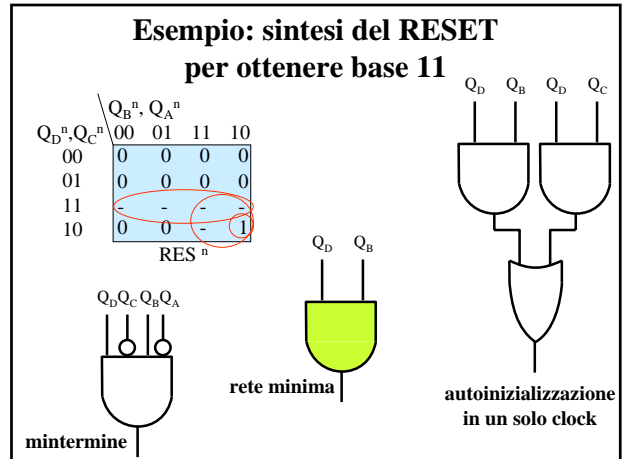 Esempio: sintesi del RESET
per ottenere base 11
Q_B^n, Q_A^n
Q_D^n,Q_C^n 00 01 11 10
00 0 0 0 0
01 0 0 0 0
11 - - - -
10 0 0 - 1
RES^n
Q_D Q_B Q_D Q_C
Q_D Q_B
Q_D Q_C Q_B Q_A
rete minima
autoinizializzazione
in un solo clock
mintermine